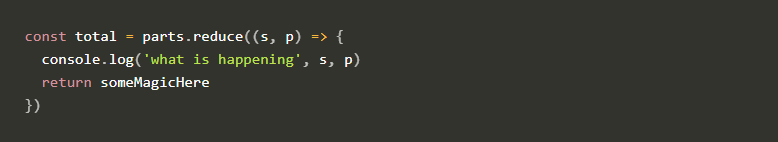 const total = parts.reduce((s, p) => {
  console.log('what is happening', s, p)
  return someMagicHere
})